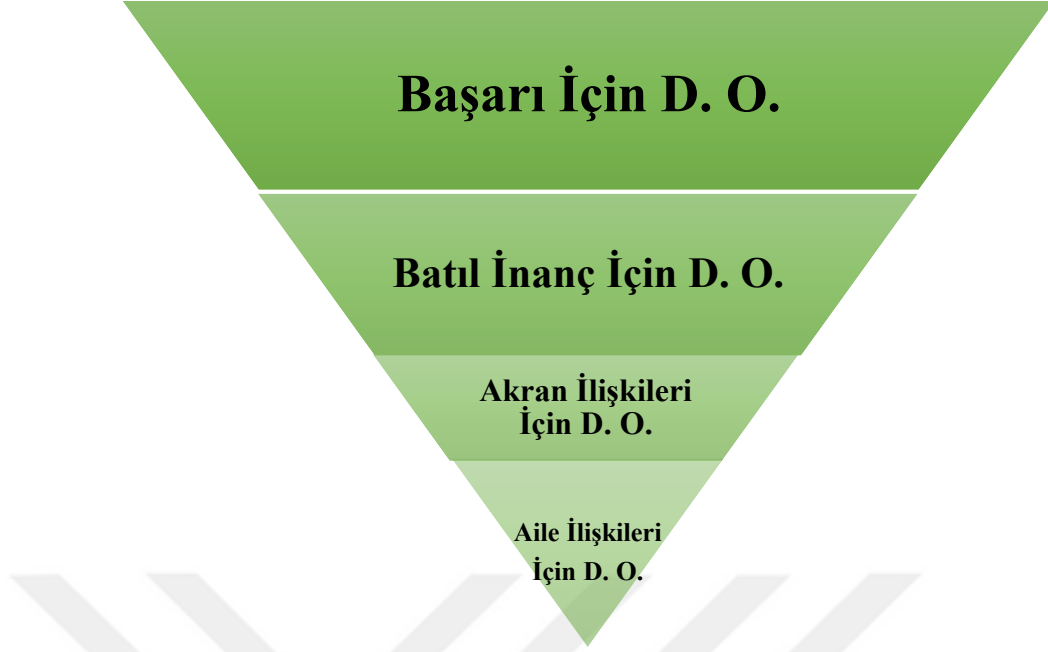 Başarı İçin D. O.
Batıl İnanç İçin D. O.
Akran İlişkileri
İçin D. O.
Aile İlişkileri
İçin D. O.